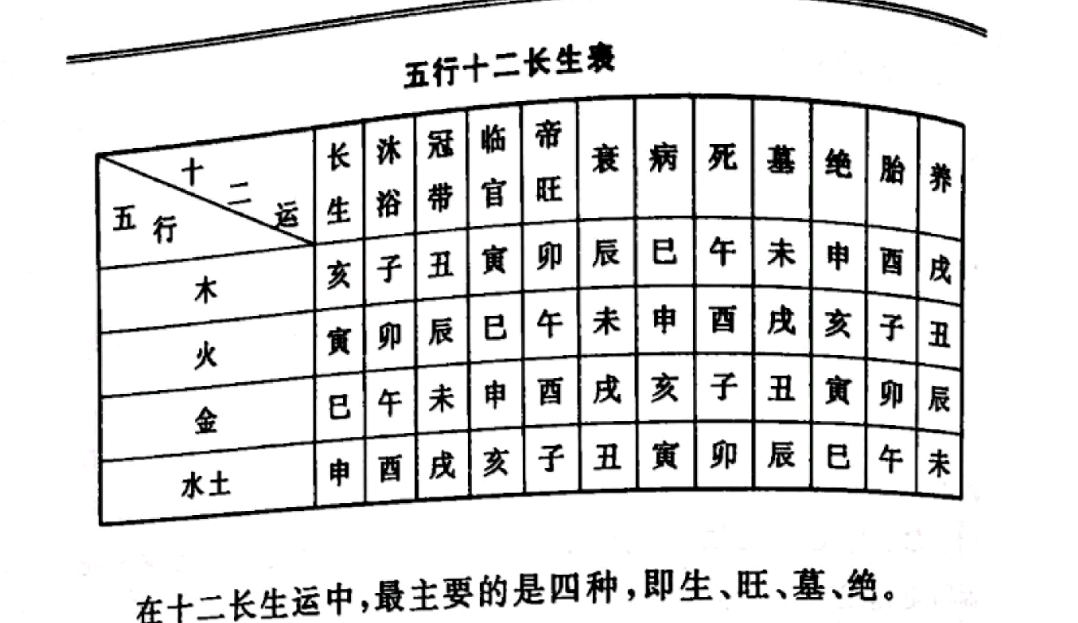 五行十二长生表
十二运 五行 长生 沐浴 冠带 临官 帝旺 衰 病 死 墓 绝 胎 养
木 亥 子 丑 寅 卯 辰 巳 午 未 申 酉 戌
火 寅 卯 辰 巳 午 未 申 酉 戌 亥 子 丑
金 巳 午 未 申 酉 戌 亥 子 丑 寅 卯 辰
水土 申 酉 戌 亥 子 丑 寅 卯 辰 巳 午 未
在十二长生运中,最主要的是四种,即生、旺、墓、绝。